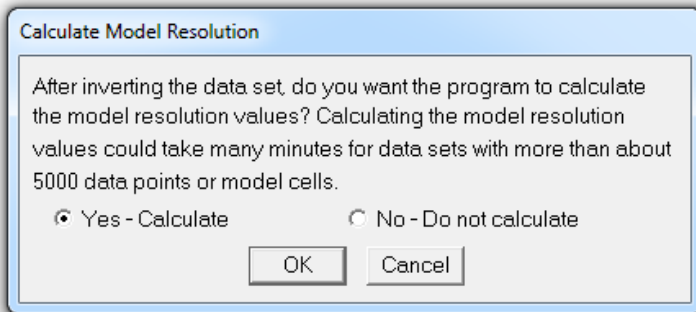 Calculate Model Resolution
After inverting the data set, do you want the program to calculate
the model resolution values? Calculating the model resolution
values could take many minutes for data sets with more than about
5000 data points or model cells.
Yes - Calculate No - Do not calculate
OK Cancel